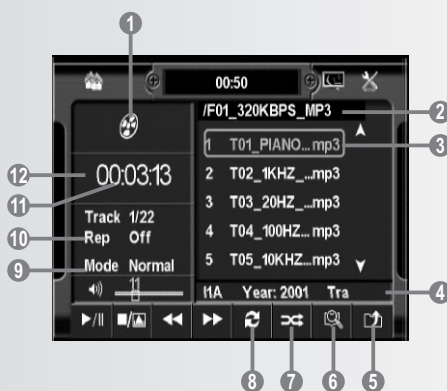 1
00:50
/F01_320KBPS_MP3
2
1 T01_PIANO...mp3
3
12
00:03:13
2 T02_1KHZ_...mp3
11
3 T03_20HZ_...mp3
Track 1/22
10
Rep Off
4 T04_100HZ...mp3
9
Mode Normal
5 T05_10KHZ...mp3
11
Year: 2001 Tra
4
8
7
6
5